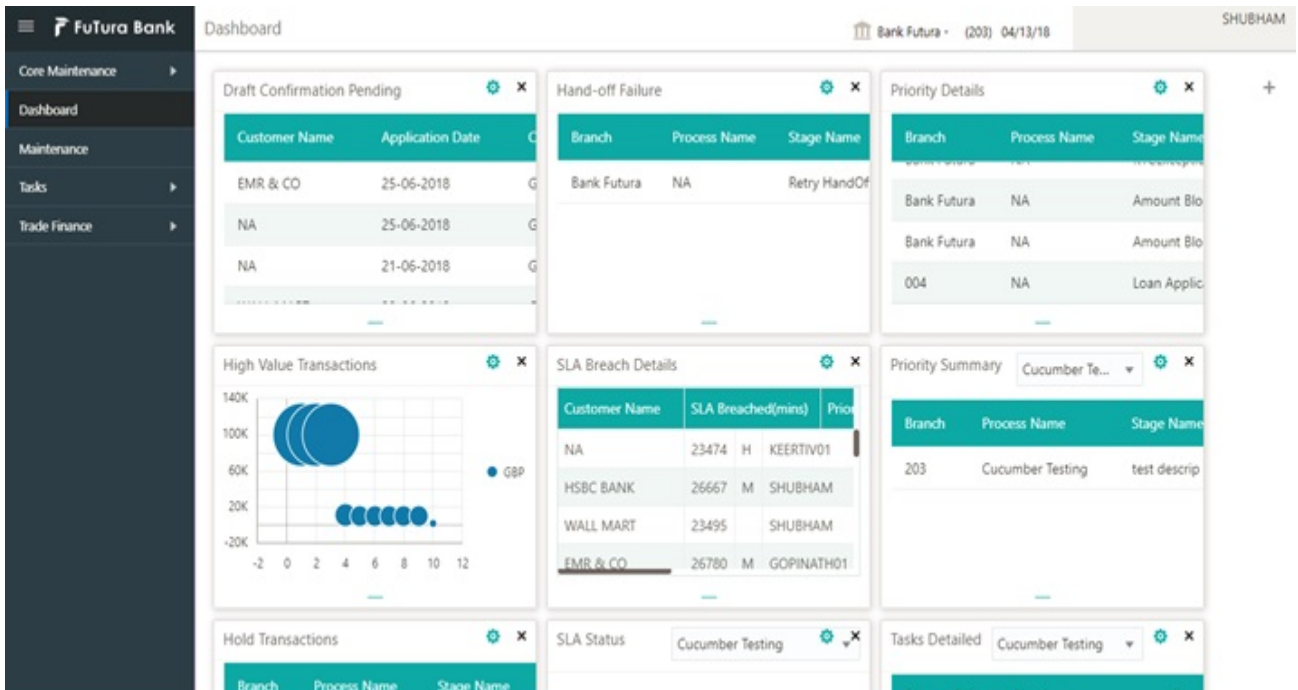 FuTura Bank
Dashboard
Bank Futura - (203) 04/13/18
SHUBHAM
Core Maintenance
Dashboard
Maintenance
Tasks
Trade Finance
Draft Confirmation Pending
Customer Name Application Date
EMR & CO 25-06-2018
NA 25-06-2018
NA 21-06-2018
Hand-off Failure
Branch Process Name Stage Name
Bank Futura NA Retry HandOf
Priority Details
Branch Process Name Stage Name
Bank Futura NA Amount Blo
Bank Futura NA Amount Blo
004 NA Loan Applic
High Value Transactions
140K
100K
60K
20K
-20K
-2 0 2 4 6 8 10 12
GBP
SLA Breach Details
Customer Name SLA Breached(mins) Prior
NA 23474 H KEERTIV01
HSBC BANK 26667 M SHUBHAM
WALL MART 23495 SHUBHAM
EMR & CO 26780 M GOPINATH01
Priority Summary Cucumber Te...
Branch Process Name Stage Name
203 Cucumber Testing test descrip
Hold Transactions
Branch Process Name Stage Name
SLA Status Cucumber Testing
Tasks Detailed Cucumber Testing